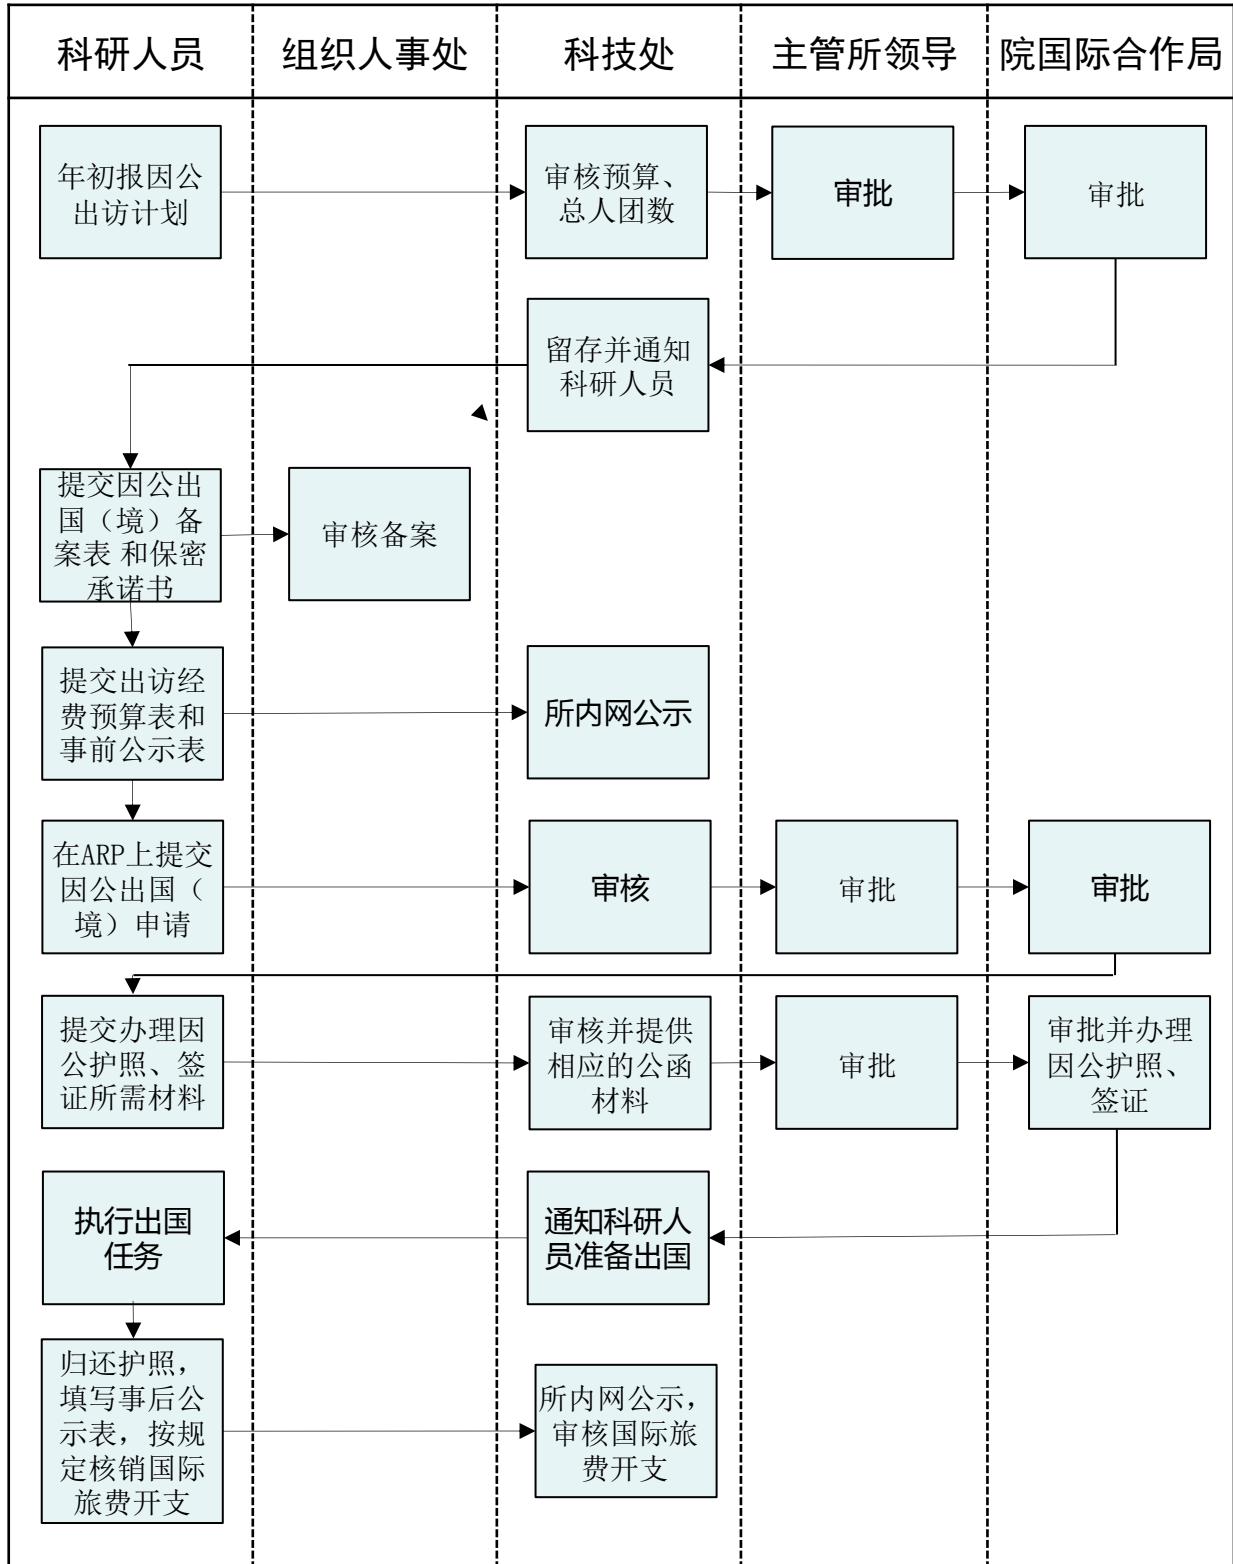 科研人员
组织人事处
科技处
主管所领导
院国际合作局
年初报因公
出访计划
审核预算、
总人团数
审批
审批
留存并通知
科研人员
提交因公出
国（境）备
案表 和保密
承诺书
审核备案
提交出访经
费预算表和
事前公示表
所内网公示
在ARP上提交
因公出国（
境）申请
审核
审批
审批
提交办理因
公护照、签
证所需材料
审核并提供
相应的公函
材料
审批
审批并办理
因公护照、
签证
执行出国
任务
通知科研人
员准备出国
归还护照，
填写事后公
示表，按规
定核销国际
旅费开支
所内网公示，
审核国际旅
费开支